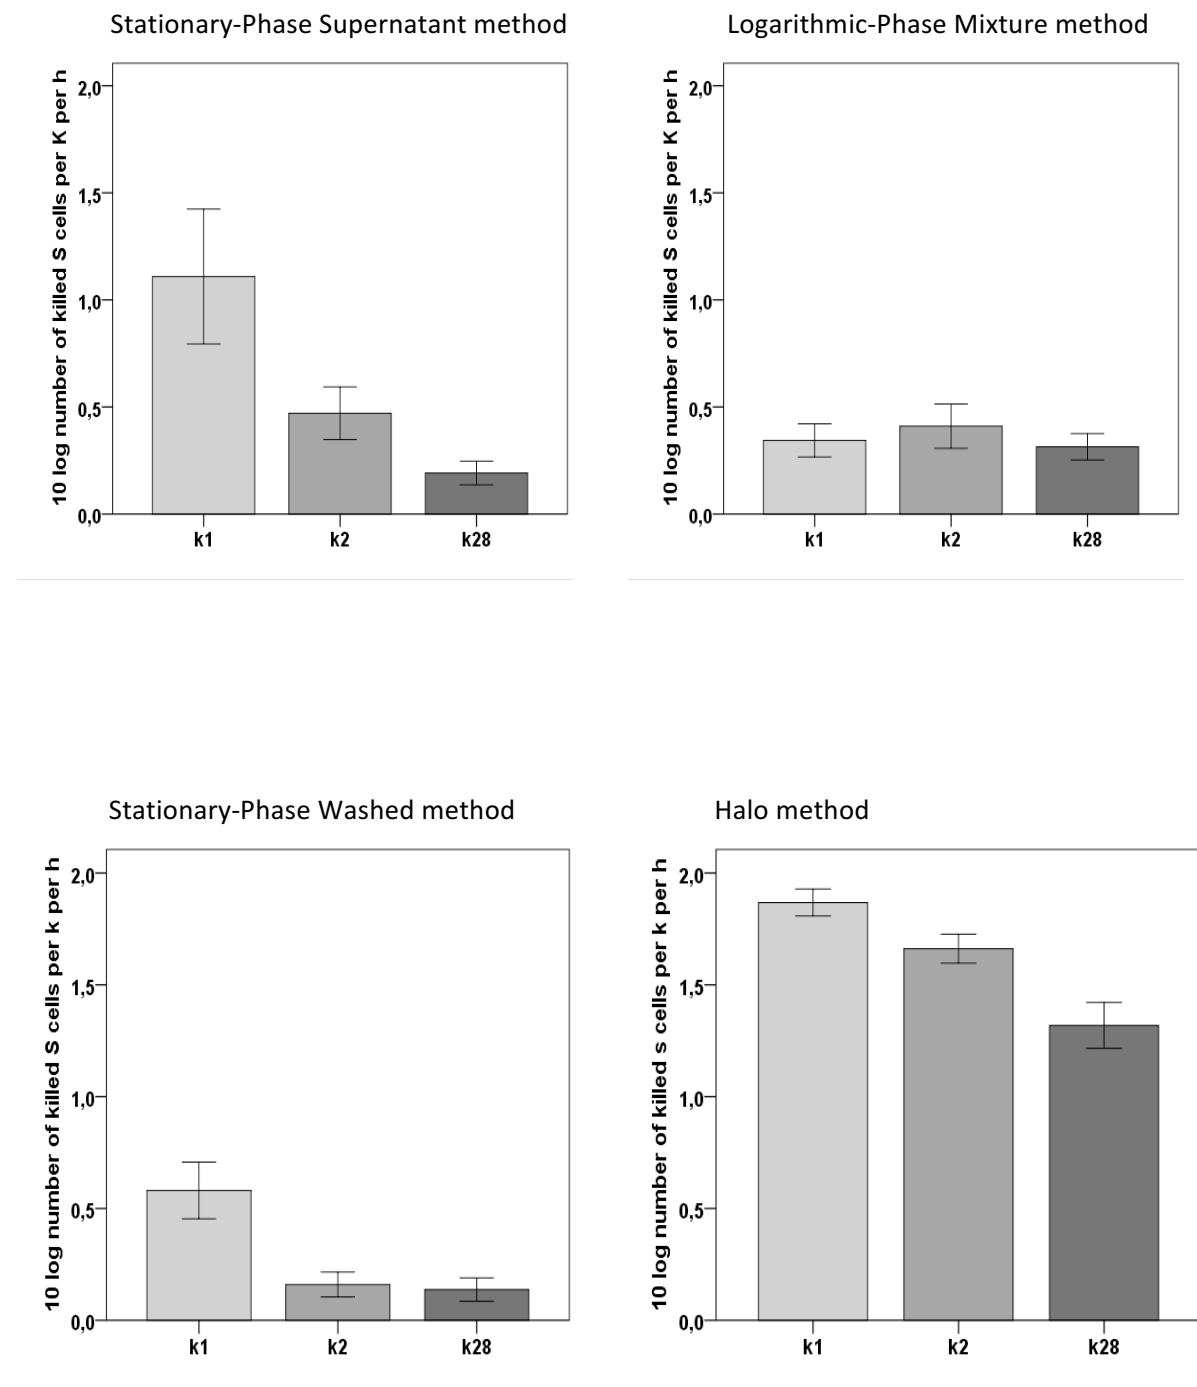 Stationary-Phase Supernatant method
10 log number of killed S cells per K per h
2,0
1,5
1,0
0,5
0,0
k1 k2 k28
Logarithmic-Phase Mixture method
10 log number of killed S cells per K per h
2,0
1,5
1,0
0,5
0,0
k1 k2 k28
Stationary-Phase Washed method
10 log number of killed S cells per k per h
2,0
1,5
1,0
0,5
0,0
k1 k2 k28
Halo method
10 log number of killed s cells per k per h
2,0
1,5
1,0
0,5
0,0
k1 k2 k28